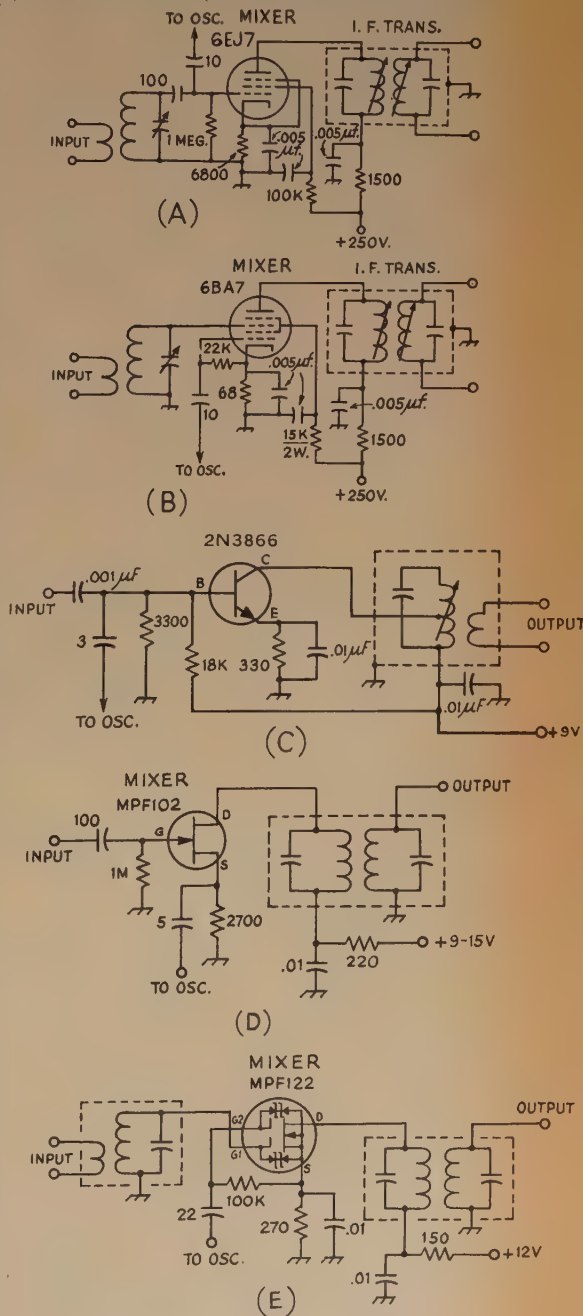 TO OSC. MIXER I. F. TRANS.
6EJ7
10
100
INPUT
1 MEG.
6800
.005
μf.
.005μf.
100K
1500
+250V.
(A)
MIXER I.F. TRANS.
6BA7
22K
INPUT
10
68
.005μf.
.005μf.
15K
2W.
1500
TO OSC.
+250V.
(B)
2N3866
C
.001μF
B
INPUT
E
3
3300
18K
330
.01μF
OUTPUT
.01μF
TO OSC.
+9V
(C)
MIXER
MPF102
OUTPUT
100
D
G
INPUT
S
1M
5
2700
+9-15V
.01
220
TO OSC.
(D)
MIXER
MPF122
OUTPUT
G2
D
INPUT
G1
S
100K
22
270
.01
150
+12V
TO OSC.
.01
(E)